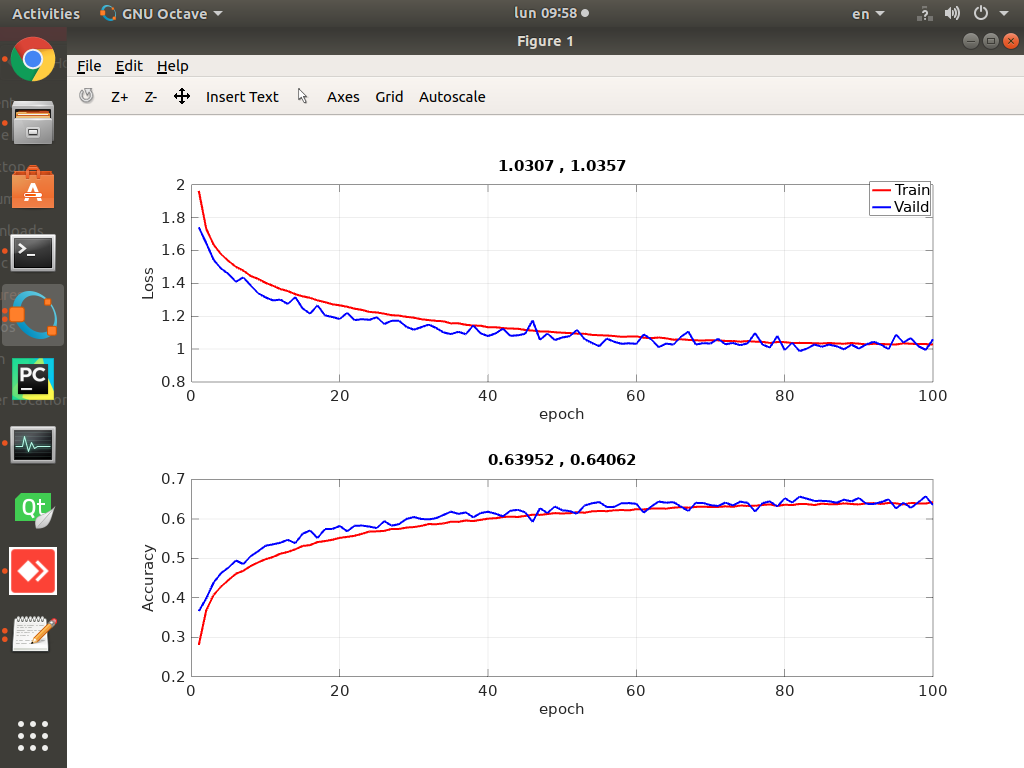 Activities GNU Octave lun 09:58 en
Figure 1
File Edit Help
Z+ Z- Insert Text Axes Grid Autoscale
1.0307 , 1.0357
Loss
2
1.8
1.6
1.4
1.2
1
0.8
Train
Vaild
0 20 40 60 80 100
epoch
0.63952 , 0.64062
Accuracy
0.7
0.6
0.5
0.4
0.3
0.2
0 20 40 60 80 100
epoch
PC
Qt